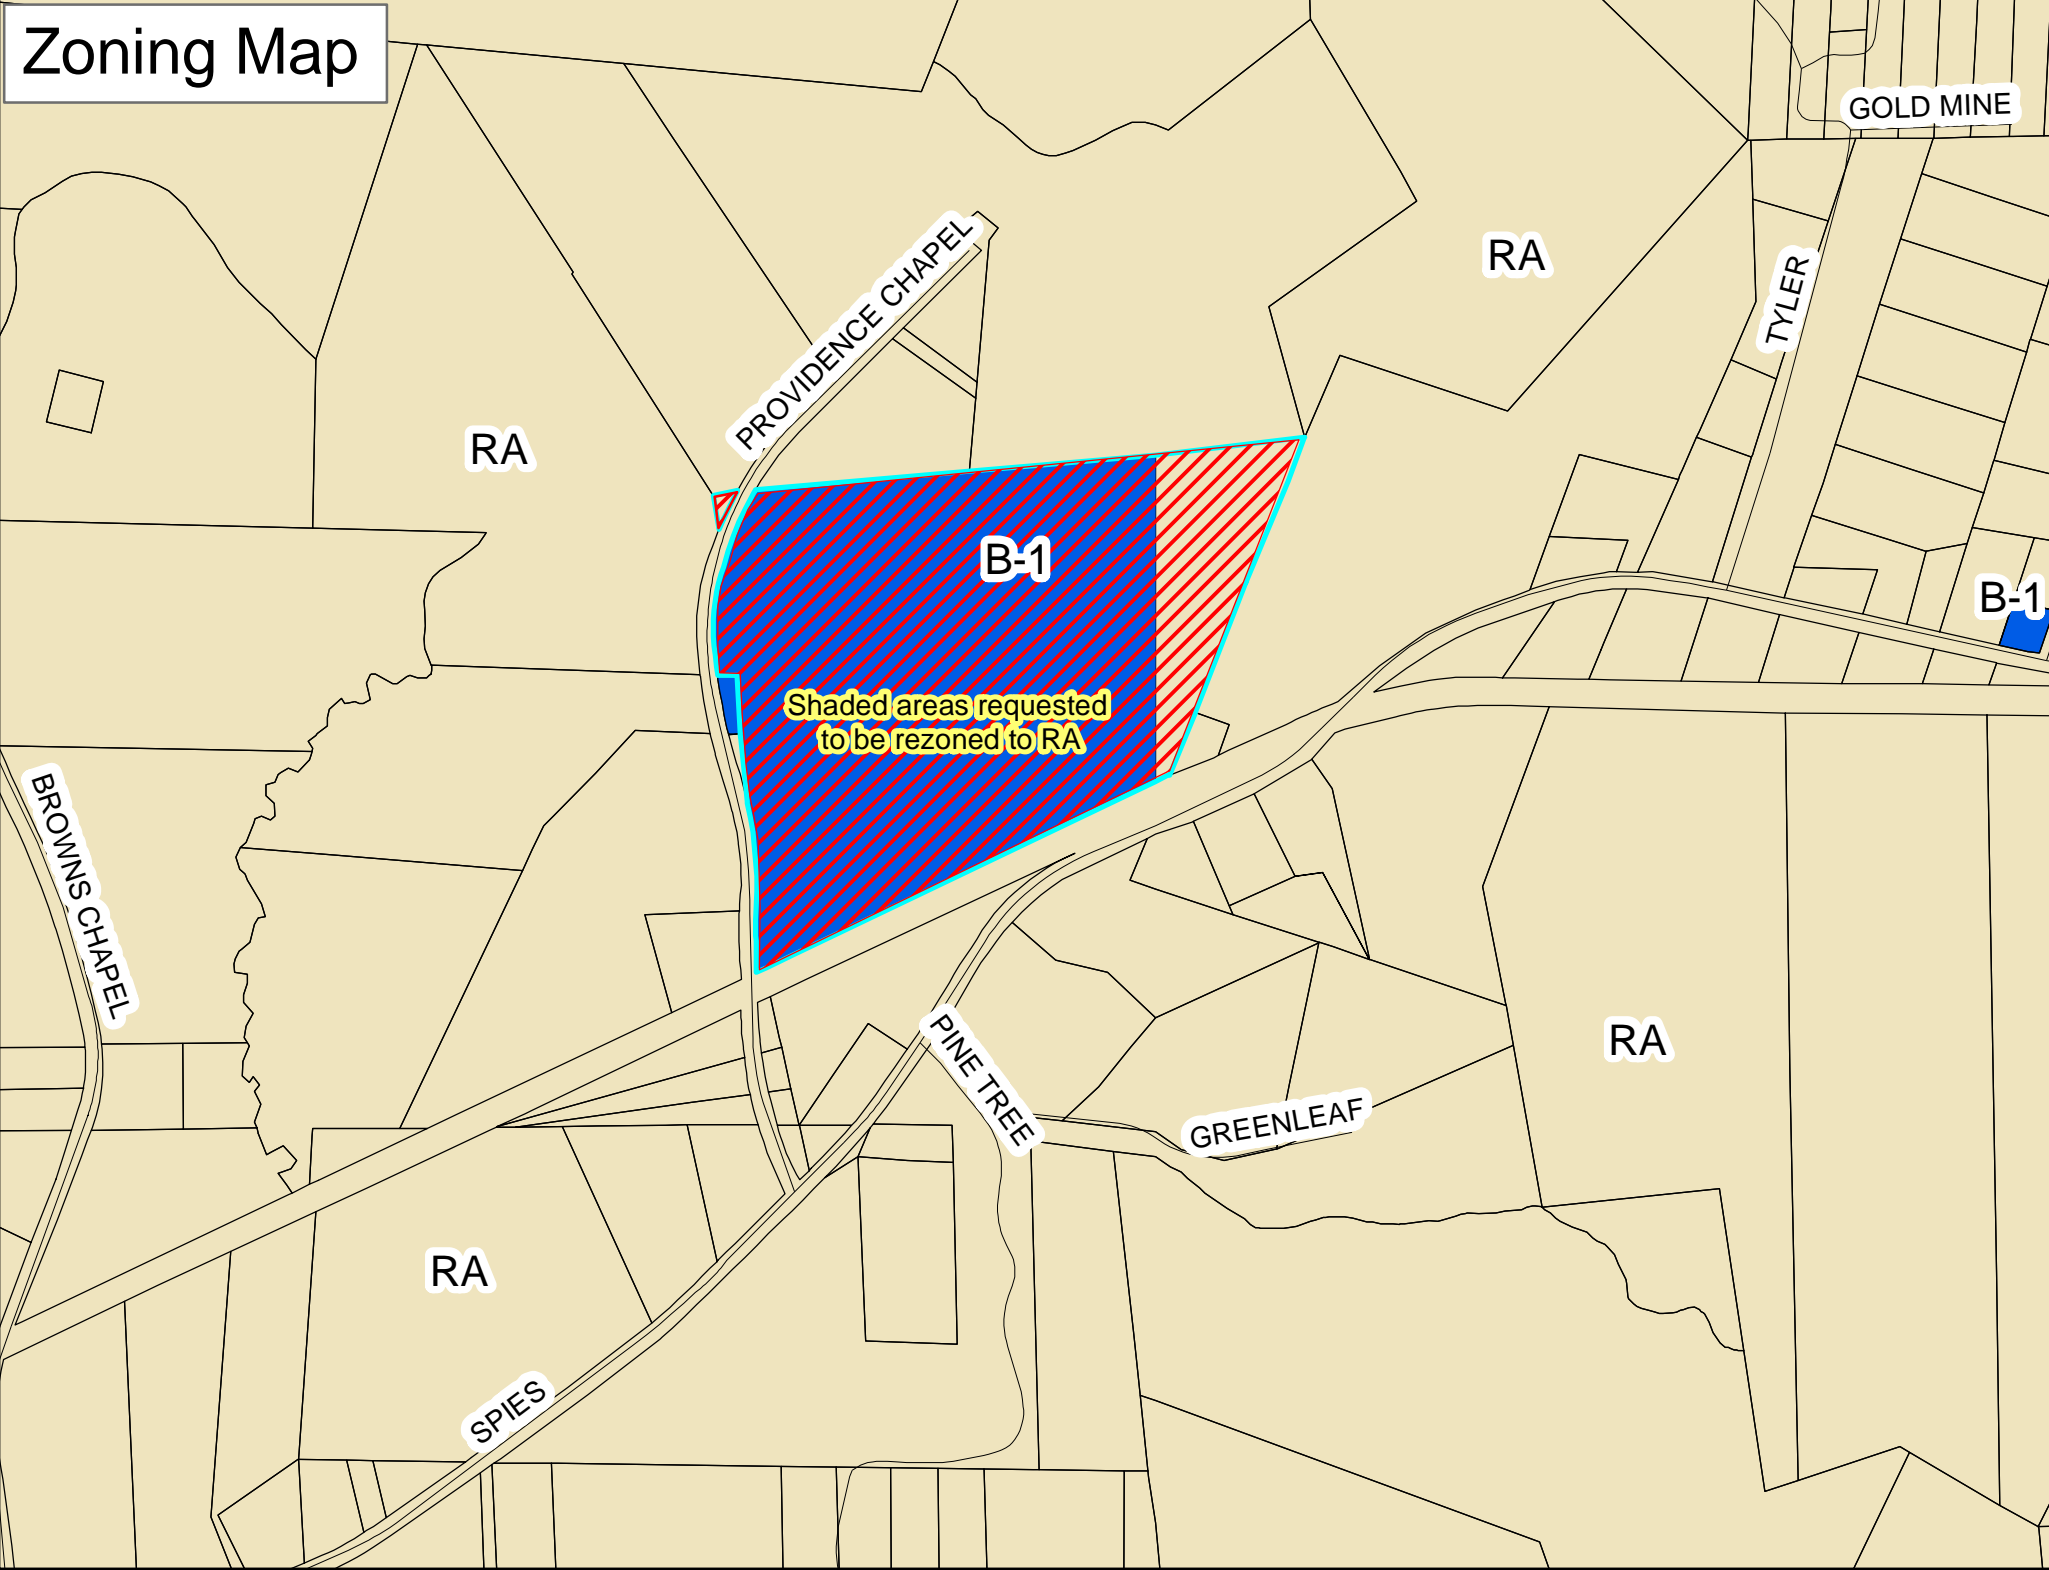 Zoning Map
GOLD MINE
PROVIDENCE CHAPEL
RA
TYLER
RA
B-1
B-1
Shaded areas requested
to be rezoned to RA
BROWNS CHAPEL
PINE TREE
RA
GREENLEAF
RA
SPIES